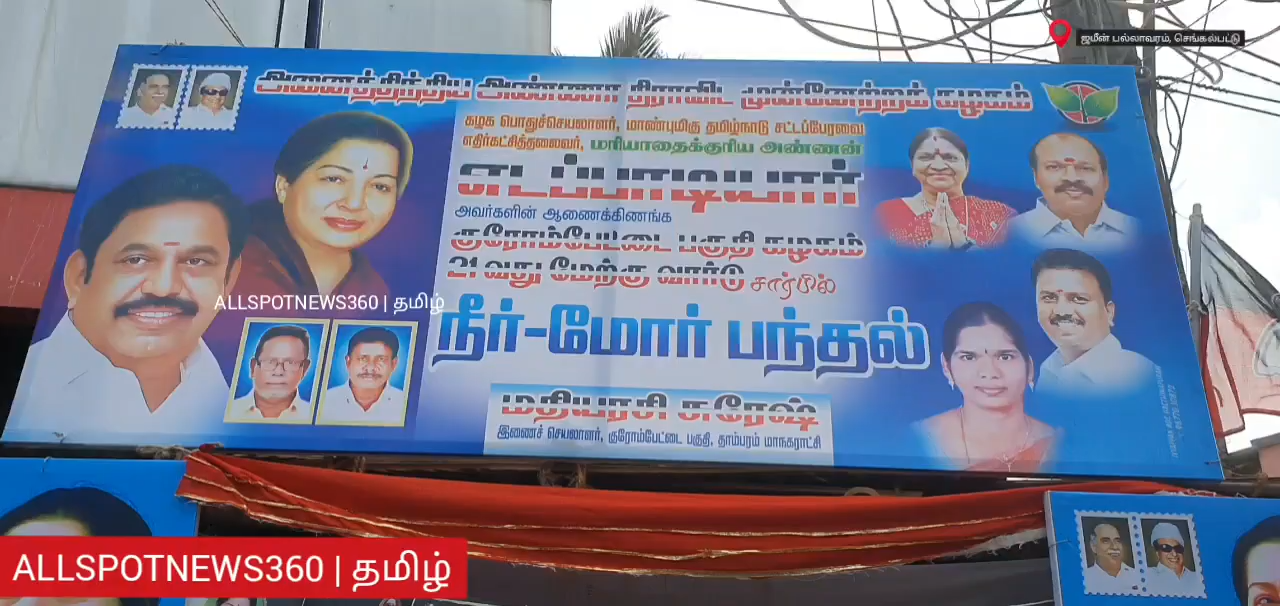 ஜமீன் பல்லாவரம், செங்கல்பட்டு
அனைத்திந்திய அண்ணா திராவிட முன்னேற்றக் கழகம்
கழக பொதுச்செயலாளர், மாண்புமிகு தமிழ்நாடு சட்டப்பேரவை
எதிர்கட்சித்தலைவர், மரியாதைக்குரிய அண்ணன்
எடப்பாடியார்
அவர்களின் ஆணைக்கிணங்க
குரோம்பேட்டை பகுதி கழகம்
21 வது மேற்கு வார்டு சார்பில்
நீர்-மோர் பந்தல்
மதியரசி சுரேஷ்
இணைச் செயலாளர், குரோம்பேட்டை பகுதி, தாம்பரம் மாநகராட்சி
ALLSPOTNEWS360 | தமிழ்
ALLSPOTNEWS360 | தமிழ்